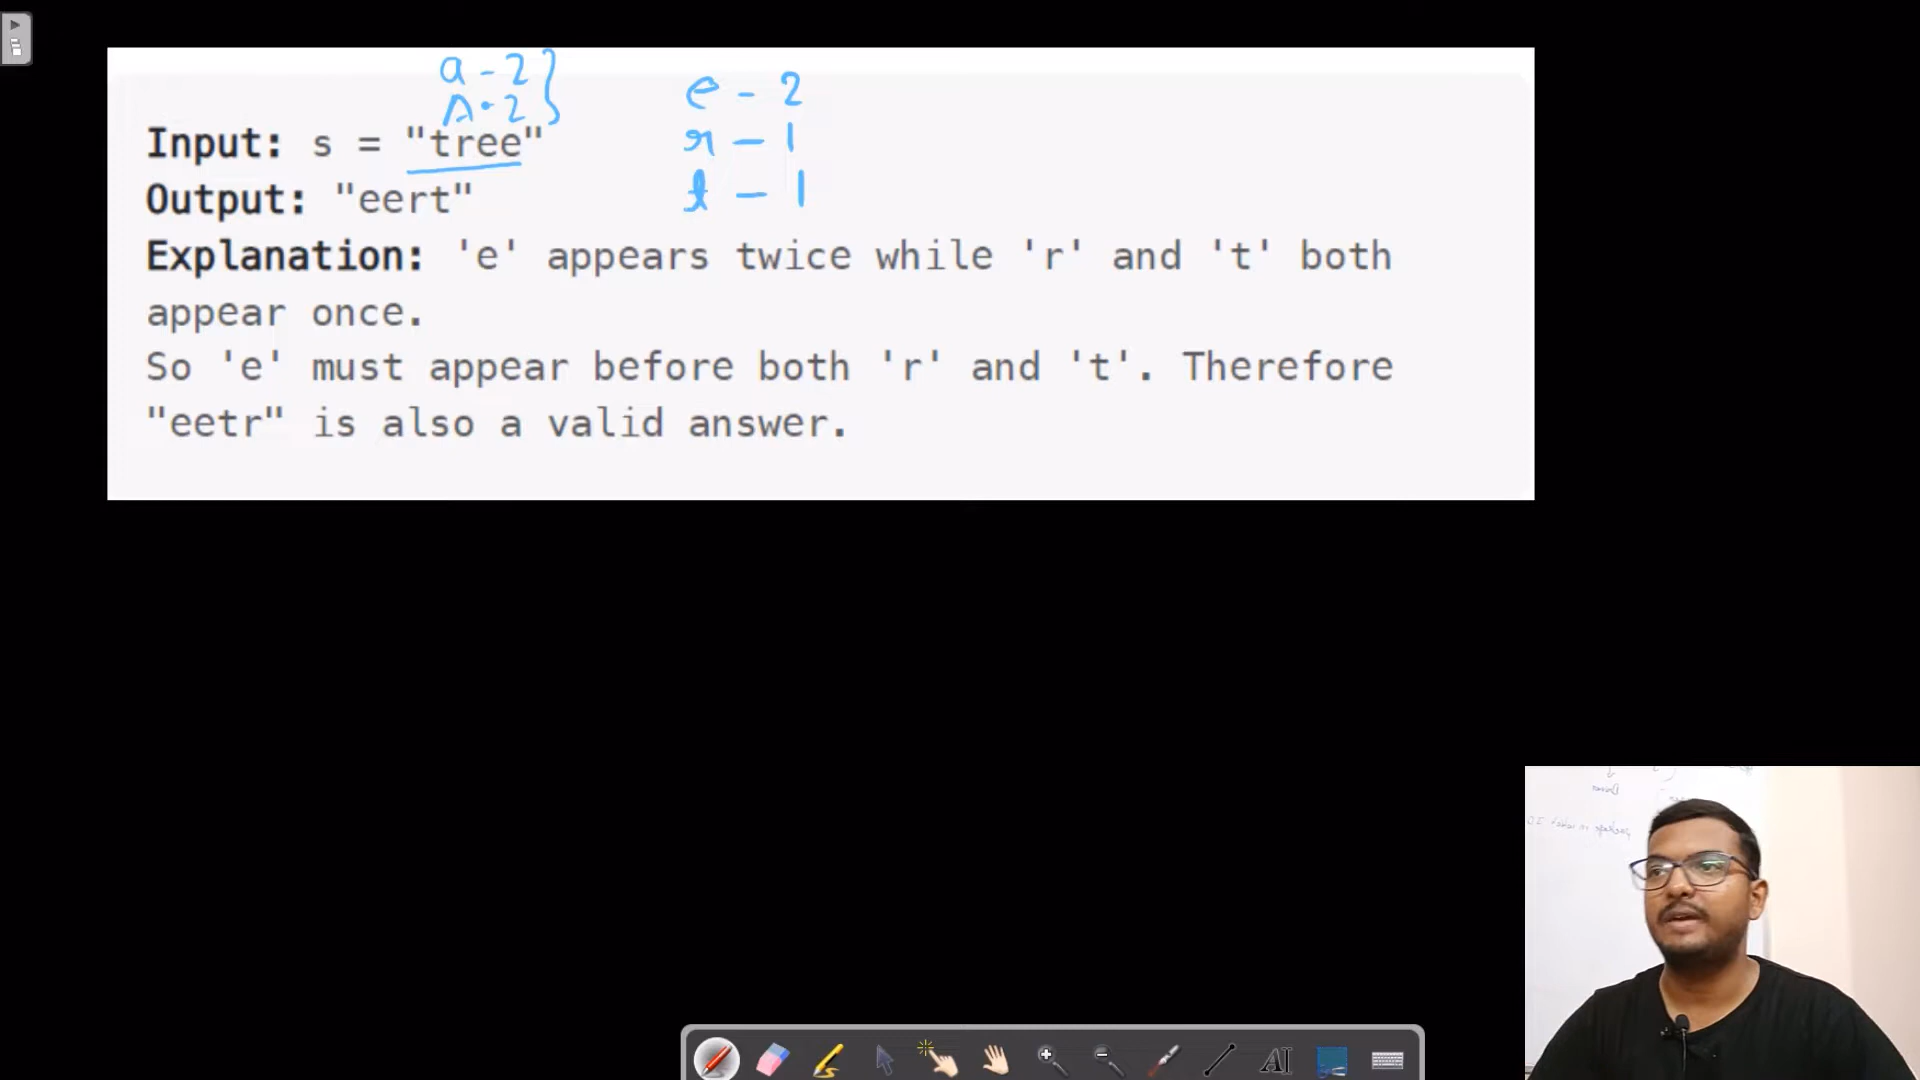 a - 2 }
A - 2
e - 2
r - 1
t - 1
Input: s = "tree"
Output: "eert"
Explanation: 'e' appears twice while 'r' and 't' both
appear once.
So 'e' must appear before both 'r' and 't'. Therefore
"eetr" is also a valid answer.
AI